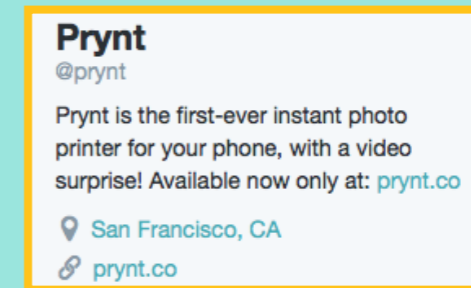 Prynt
@prynt
Prynt is the first-ever instant photo
printer for your phone, with a video
surprise! Available now only at: prynt.co
San Francisco, CA
prynt.co